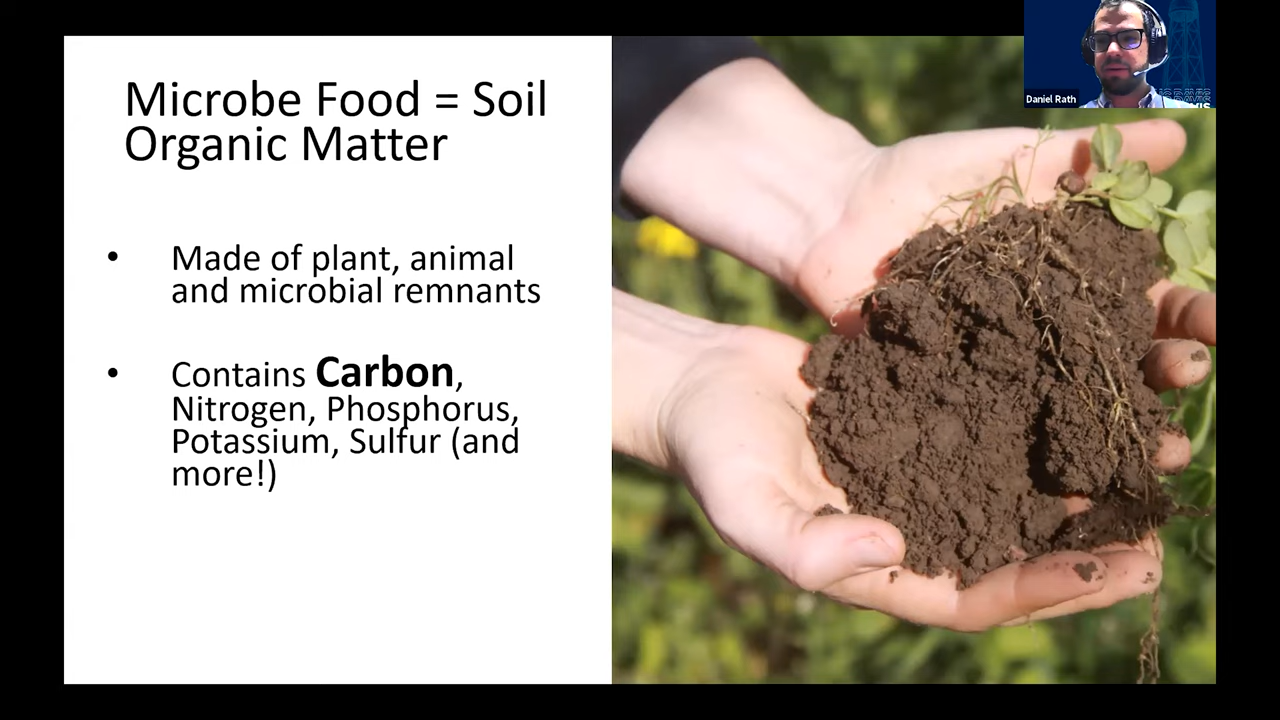 Microbe Food = Soil
Organic Matter
• Made of plant, animal
and microbial remnants
• Contains Carbon,
Nitrogen, Phosphorus,
Potassium, Sulfur (and
more!)
Daniel Rath